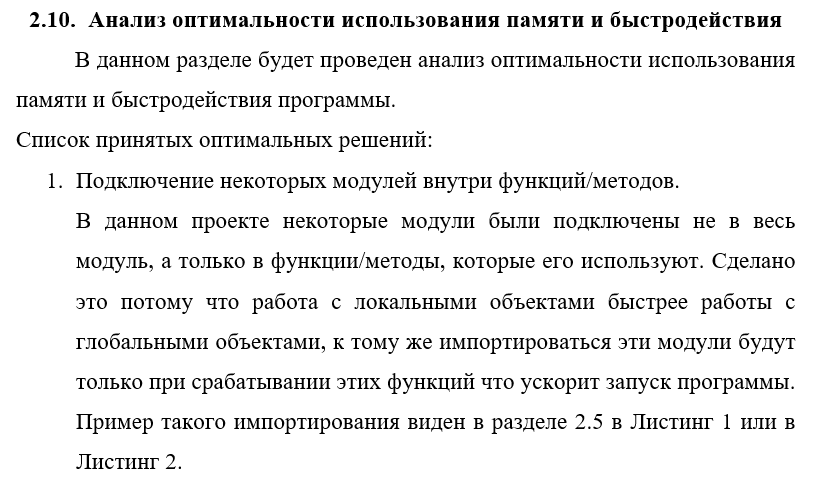 2.10. Анализ оптимальности использования памяти и быстродействия
В данном разделе будет проведен анализ оптимальности использования
памяти и быстродействия программы.
Список принятых оптимальных решений:
1. Подключение некоторых модулей внутри функций/методов.
В данном проекте некоторые модули были подключены не в весь
модуль, а только в функции/методы, которые его используют. Сделано
это потому что работа с локальными объектами быстрее работы с
глобальными объектами, к тому же импортироваться эти модули будут
только при срабатывании этих функций что ускорит запуск программы.
Пример такого импортирования виден в разделе 2.5 в Листинг 1 или в
Листинг 2.